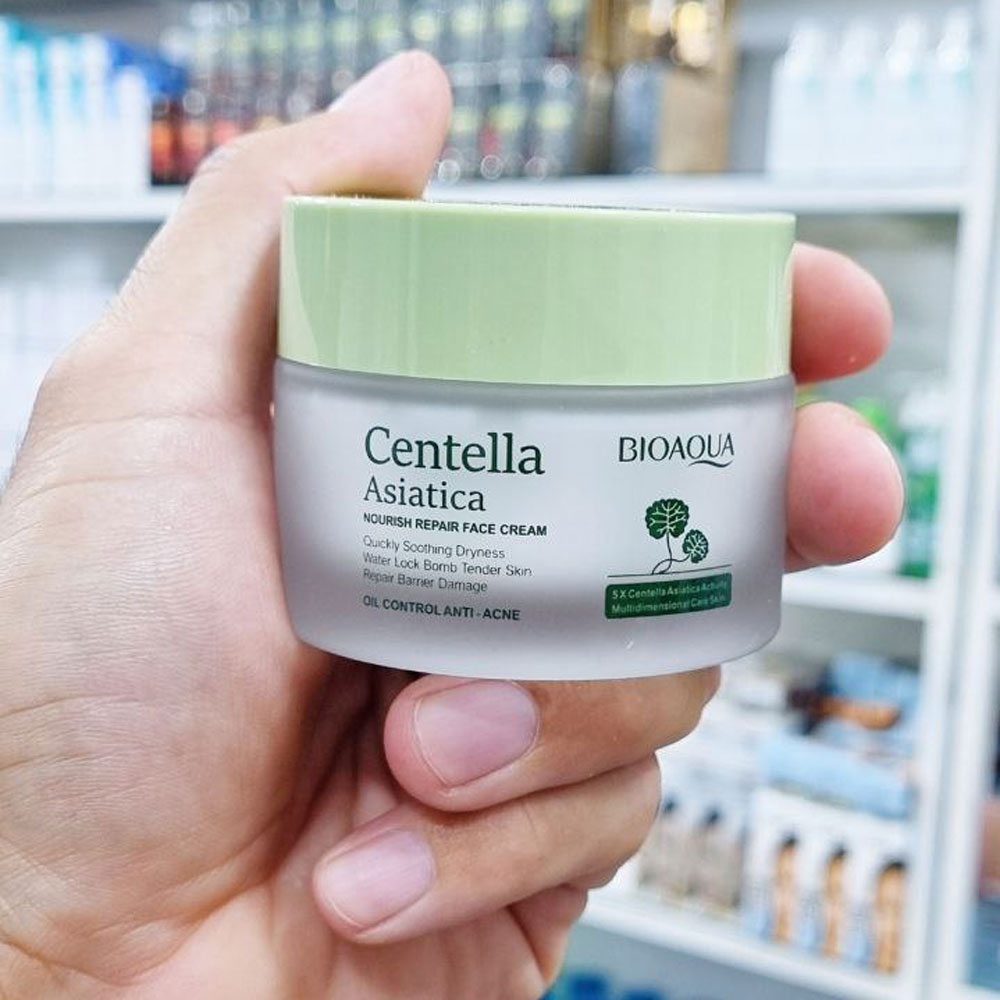 Centella
Asiatica
NOURISH REPAIR FACE CREAM
Quickly Soothing Dryness
Water Lock Bomb Tender Skin
Repair Barrier Damage
OIL CONTROL ANTI - ACNE
BIOAQUA
5X Centella Asiatica Activity
Multidimensional Care Skin